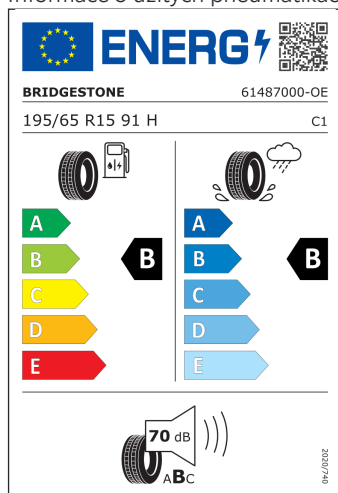 Informace o užitých pneumatikách
ENERG
BRIDGESTONE 61487000-OE
195/65 R15 91 H C1
A A
B B B B
C C
D D
E E
70 dB
ABC
2020/740